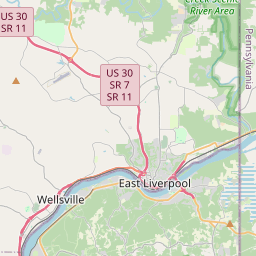 Creek Scenic
River Area
Pennsylvania
US 30
SR 11
US 30
SR 7
SR 11
East Liverpool
Wellsville